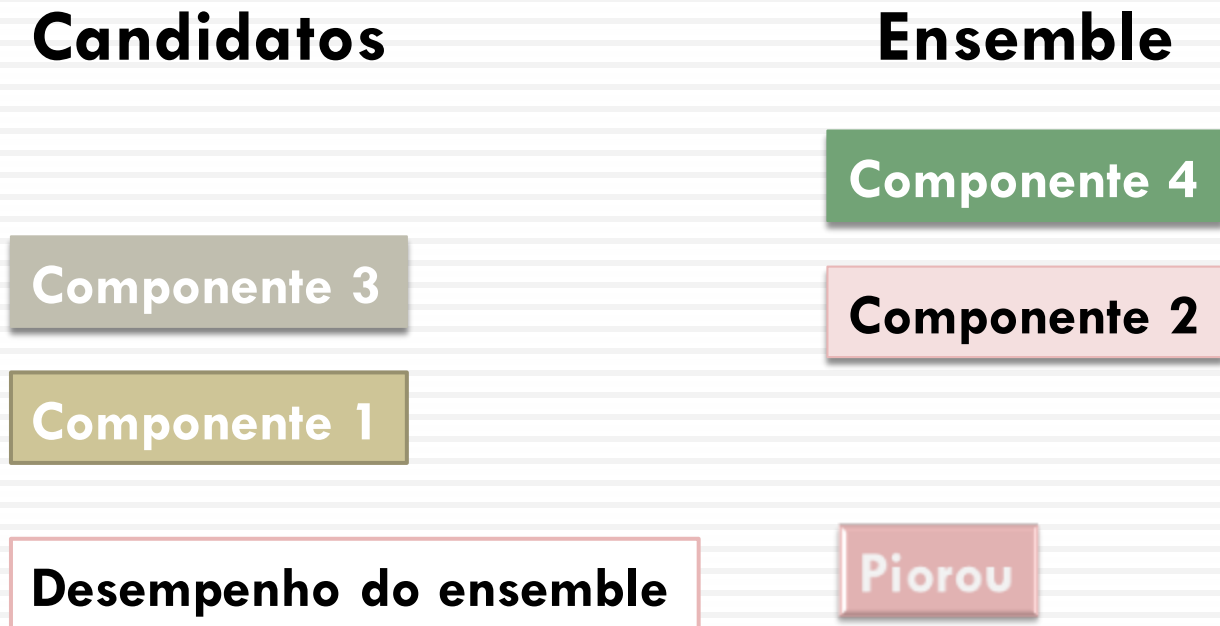 Candidatos
Ensemble
Componente 4
Componente 3
Componente 2
Componente 1
Desempenho do ensemble
Piorou